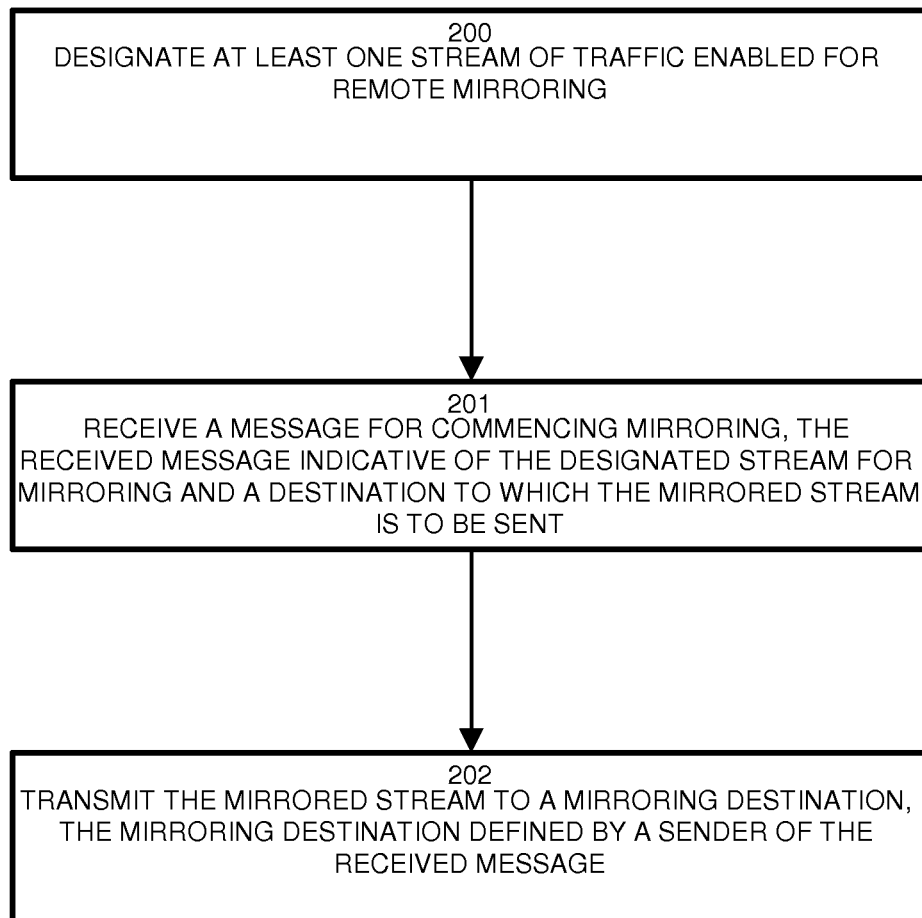 200
DESIGNATE AT LEAST ONE STREAM OF TRAFFIC ENABLED FOR
REMOTE MIRRORING
201
RECEIVE A MESSAGE FOR COMMENCING MIRRORING, THE
RECEIVED MESSAGE INDICATIVE OF THE DESIGNATED STREAM FOR
MIRRORING AND A DESTINATION TO WHICH THE MIRRORED STREAM
IS TO BE SENT
202
TRANSMIT THE MIRRORED STREAM TO A MIRRORING DESTINATION,
THE MIRRORING DESTINATION DEFINED BY A SENDER OF THE
RECEIVED MESSAGE